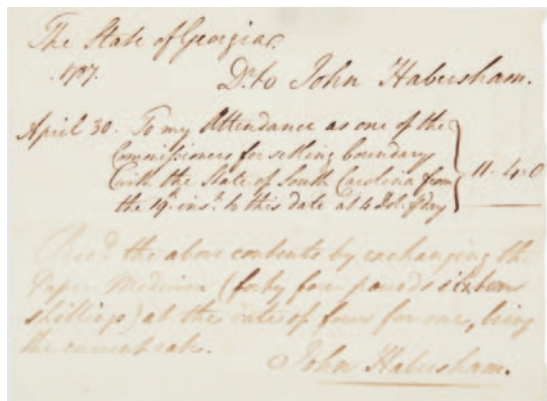 The State of Georgia
1787. Dr. to John Habersham.
April 30. To my Attendance as one of the
Commissioners for settling boundary
with the State of South Carolina from
the 19th. inst. to this date at 4 Dol. p day 11. 4. 0
Rec'd. the above contents by exchanging the
Paper Medium (forty four pounds sixteen
shillings) at the rate of four for one, being
the current rate.
John Habersham.